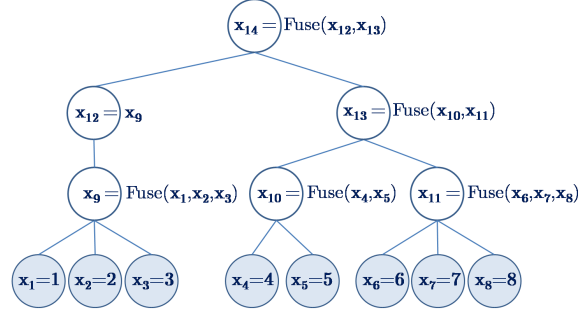 x₁₄ = Fuse(x₁₂,x₁₃)
x₁₂ = x₉ x₁₃ = Fuse(x₁₀,x₁₁)
x₉ = Fuse(x₁,x₂,x₃) x₁₀ = Fuse(x₄,x₅) x₁₁ = Fuse(x₆,x₇,x₈)
x₁=1 x₂=2 x₃=3 x₄=4 x₅=5 x₆=6 x₇=7 x₈=8